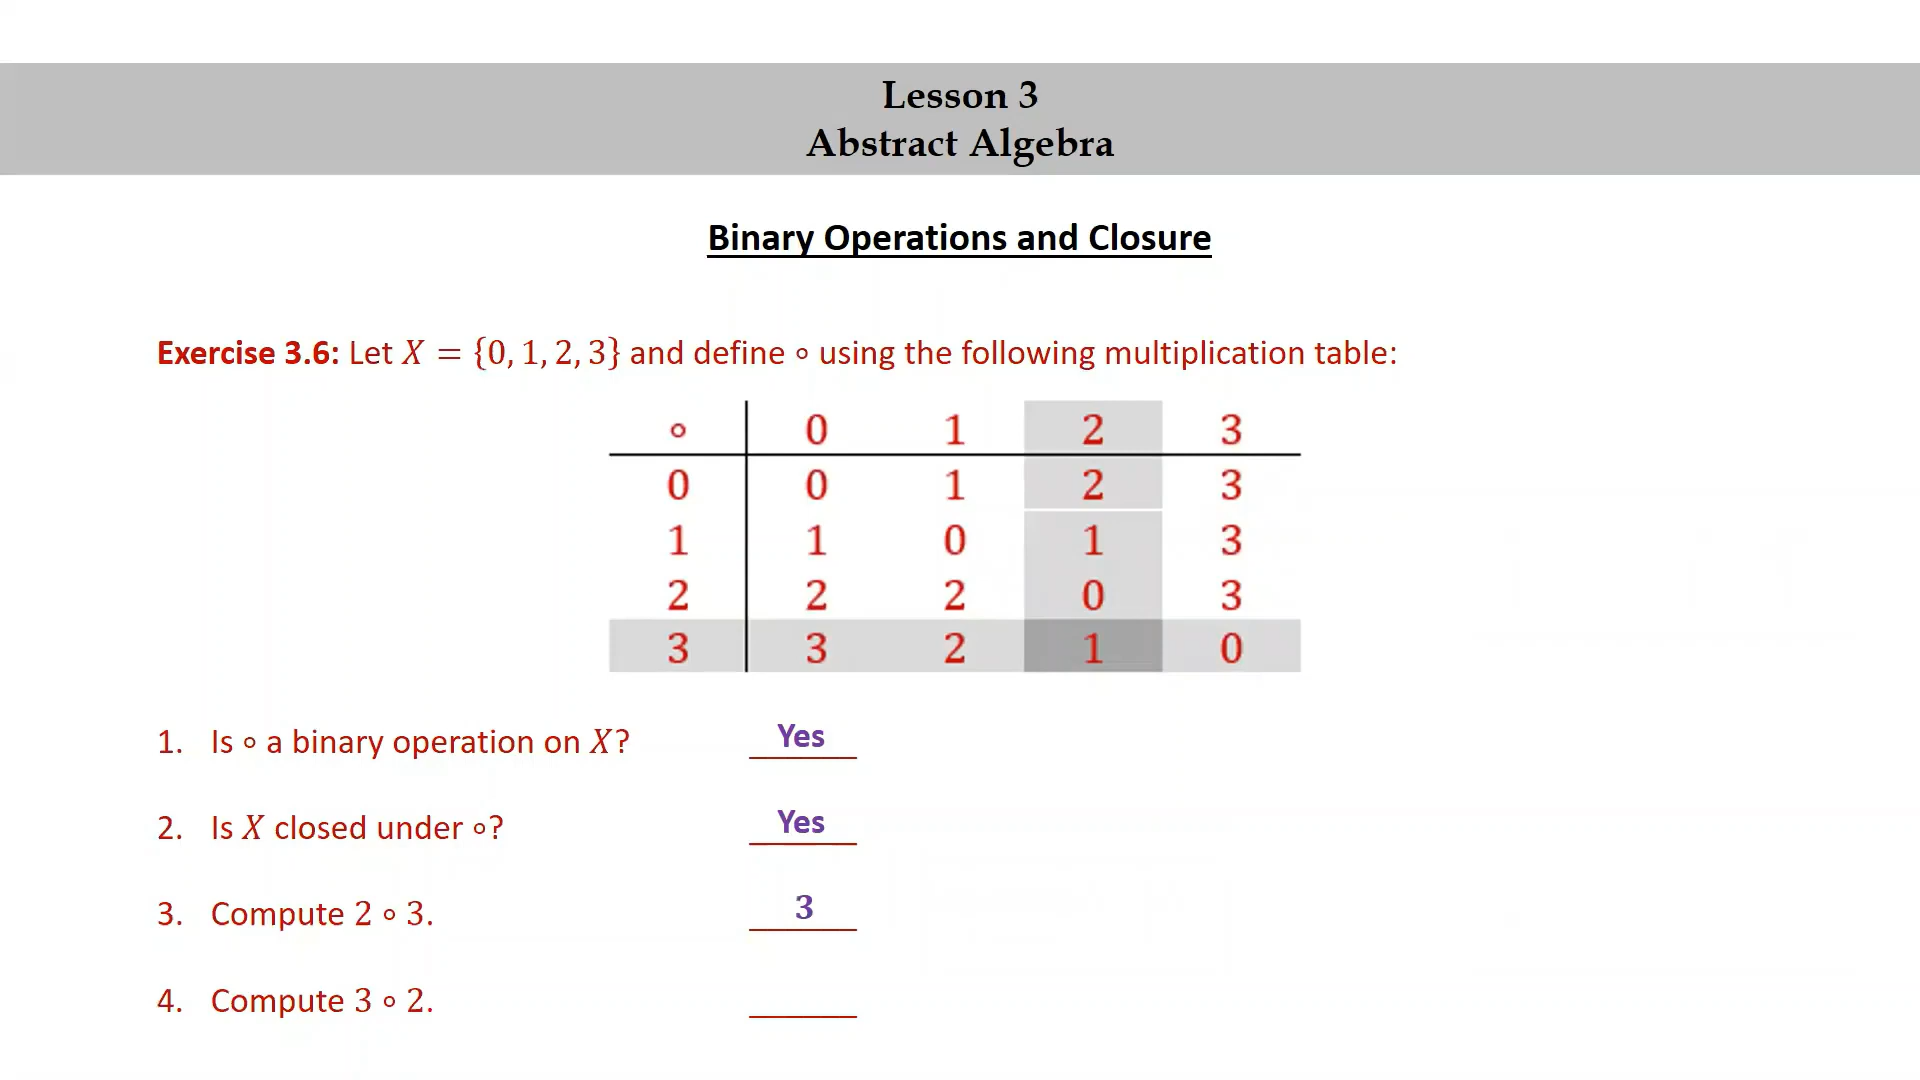 Lesson 3
Abstract Algebra
Binary Operations and Closure
Exercise 3.6: Let X = {0, 1, 2, 3} and define ∘ using the following multiplication table:
∘ 0 1 2 3
0 0 1 2 3
1 1 0 1 3
2 2 2 0 3
3 3 2 1 0
1. Is ∘ a binary operation on X? Yes
2. Is X closed under ∘? Yes
3. Compute 2 ∘ 3. 3
4. Compute 3 ∘ 2.